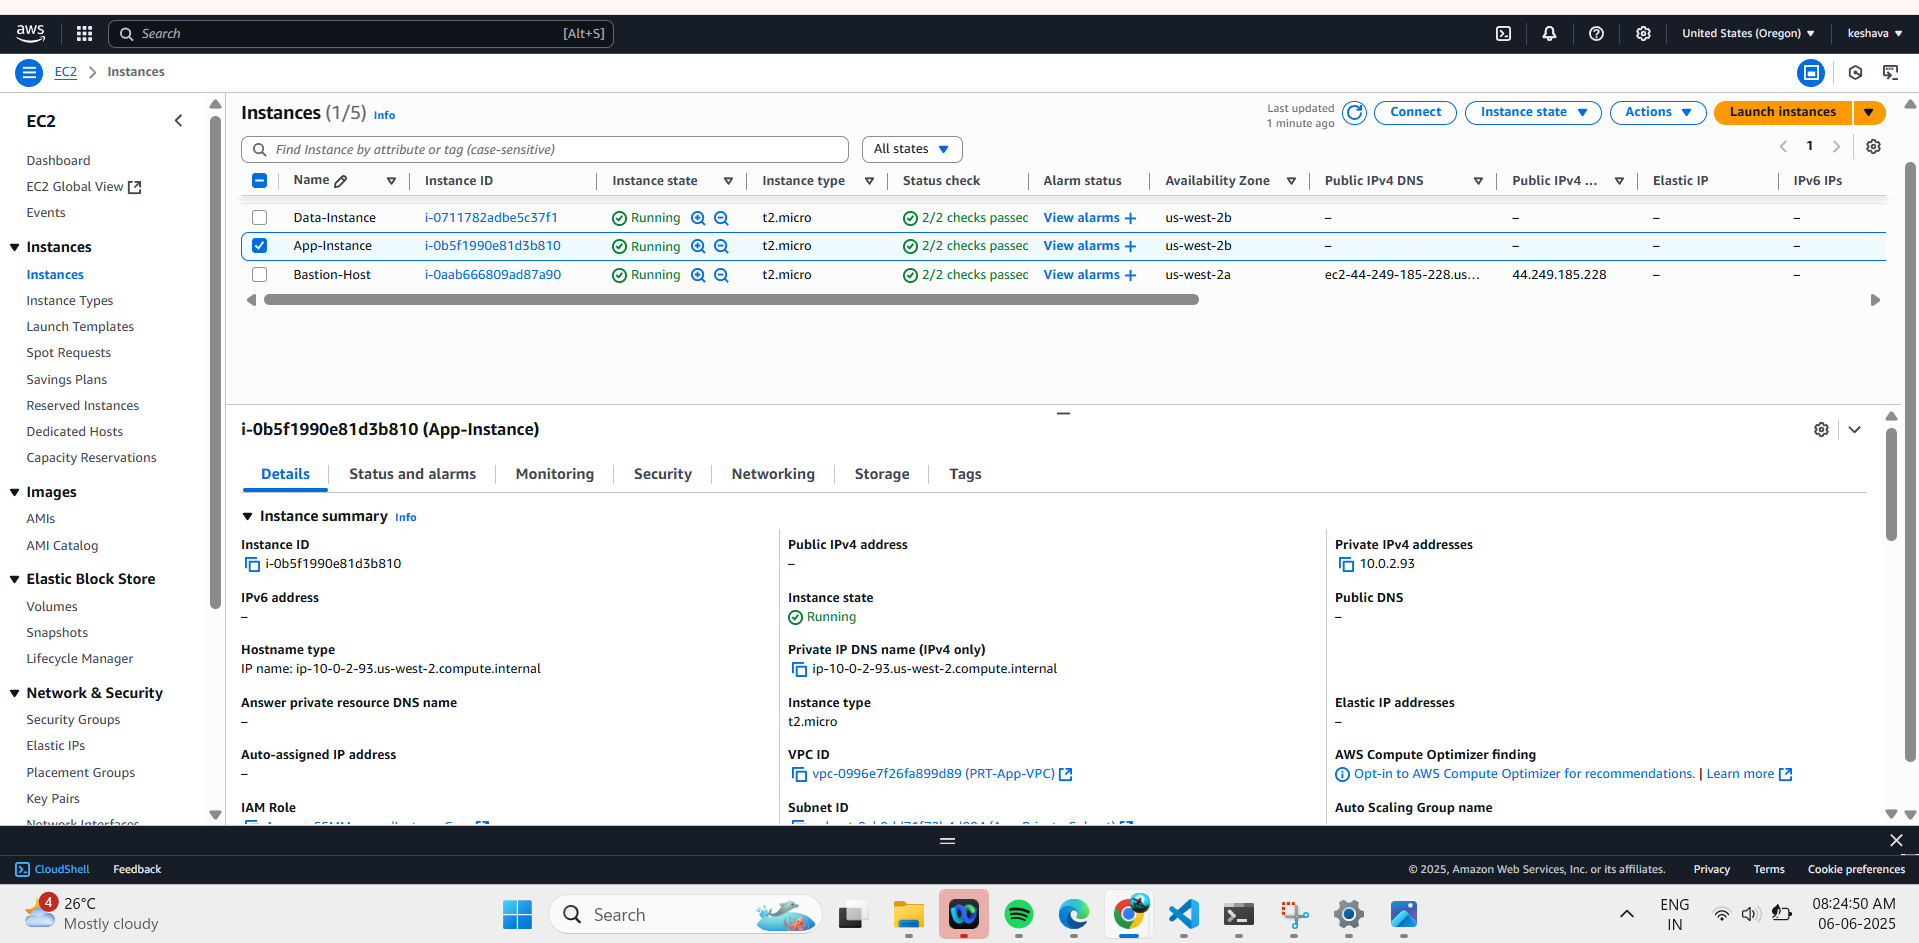 aws
Search [Alt+S]
United States (Oregon) keshava
EC2 Instances
EC2
Dashboard
EC2 Global View
Events
Instances
Instances
Instance Types
Launch Templates
Spot Requests
Savings Plans
Reserved Instances
Dedicated Hosts
Capacity Reservations
Images
AMIs
AMI Catalog
Elastic Block Store
Volumes
Snapshots
Lifecycle Manager
Network & Security
Security Groups
Elastic IPs
Placement Groups
Key Pairs
Network Interfaces
Instances (1/5) Info
Last updated
1 minute ago
Connect Instance state Actions Launch instances
Find Instance by attribute or tag (case-sensitive)
All states
1
Name Instance ID Instance state Instance type Status check Alarm status Availability Zone Public IPv4 DNS Public IPv4 ... Elastic IP IPv6 IPs
Data-Instance i-0711782adbe5c37f1 Running t2.micro 2/2 checks passed View alarms + us-west-2b – – – –
App-Instance i-0b5f1990e81d3b810 Running t2.micro 2/2 checks passed View alarms + us-west-2b – – – –
Bastion-Host i-0aab666809ad87a90 Running t2.micro 2/2 checks passed View alarms + us-west-2a ec2-44-249-185-228.us... 44.249.185.228 – –
i-0b5f1990e81d3b810 (App-Instance)
Details Status and alarms Monitoring Security Networking Storage Tags
Instance summary Info
Instance ID
i-0b5f1990e81d3b810
Public IPv4 address
–
Private IPv4 addresses
10.0.2.93
IPv6 address
–
Instance state
Running
Public DNS
–
Hostname type
IP name: ip-10-0-2-93.us-west-2.compute.internal
Private IP DNS name (IPv4 only)
ip-10-0-2-93.us-west-2.compute.internal
Answer private resource DNS name
–
Instance type
t2.micro
Elastic IP addresses
–
Auto-assigned IP address
–
VPC ID
vpc-0996e7f26fa899d89 (PRT-App-VPC)
AWS Compute Optimizer finding
Opt-in to AWS Compute Optimizer for recommendations. | Learn more
IAM Role
Subnet ID
Auto Scaling Group name
CloudShell Feedback © 2025, Amazon Web Services, Inc. or its affiliates. Privacy Terms Cookie preferences
4
26°C
Mostly cloudy
Search
ENG
IN
08:24:50 AM
06-06-2025